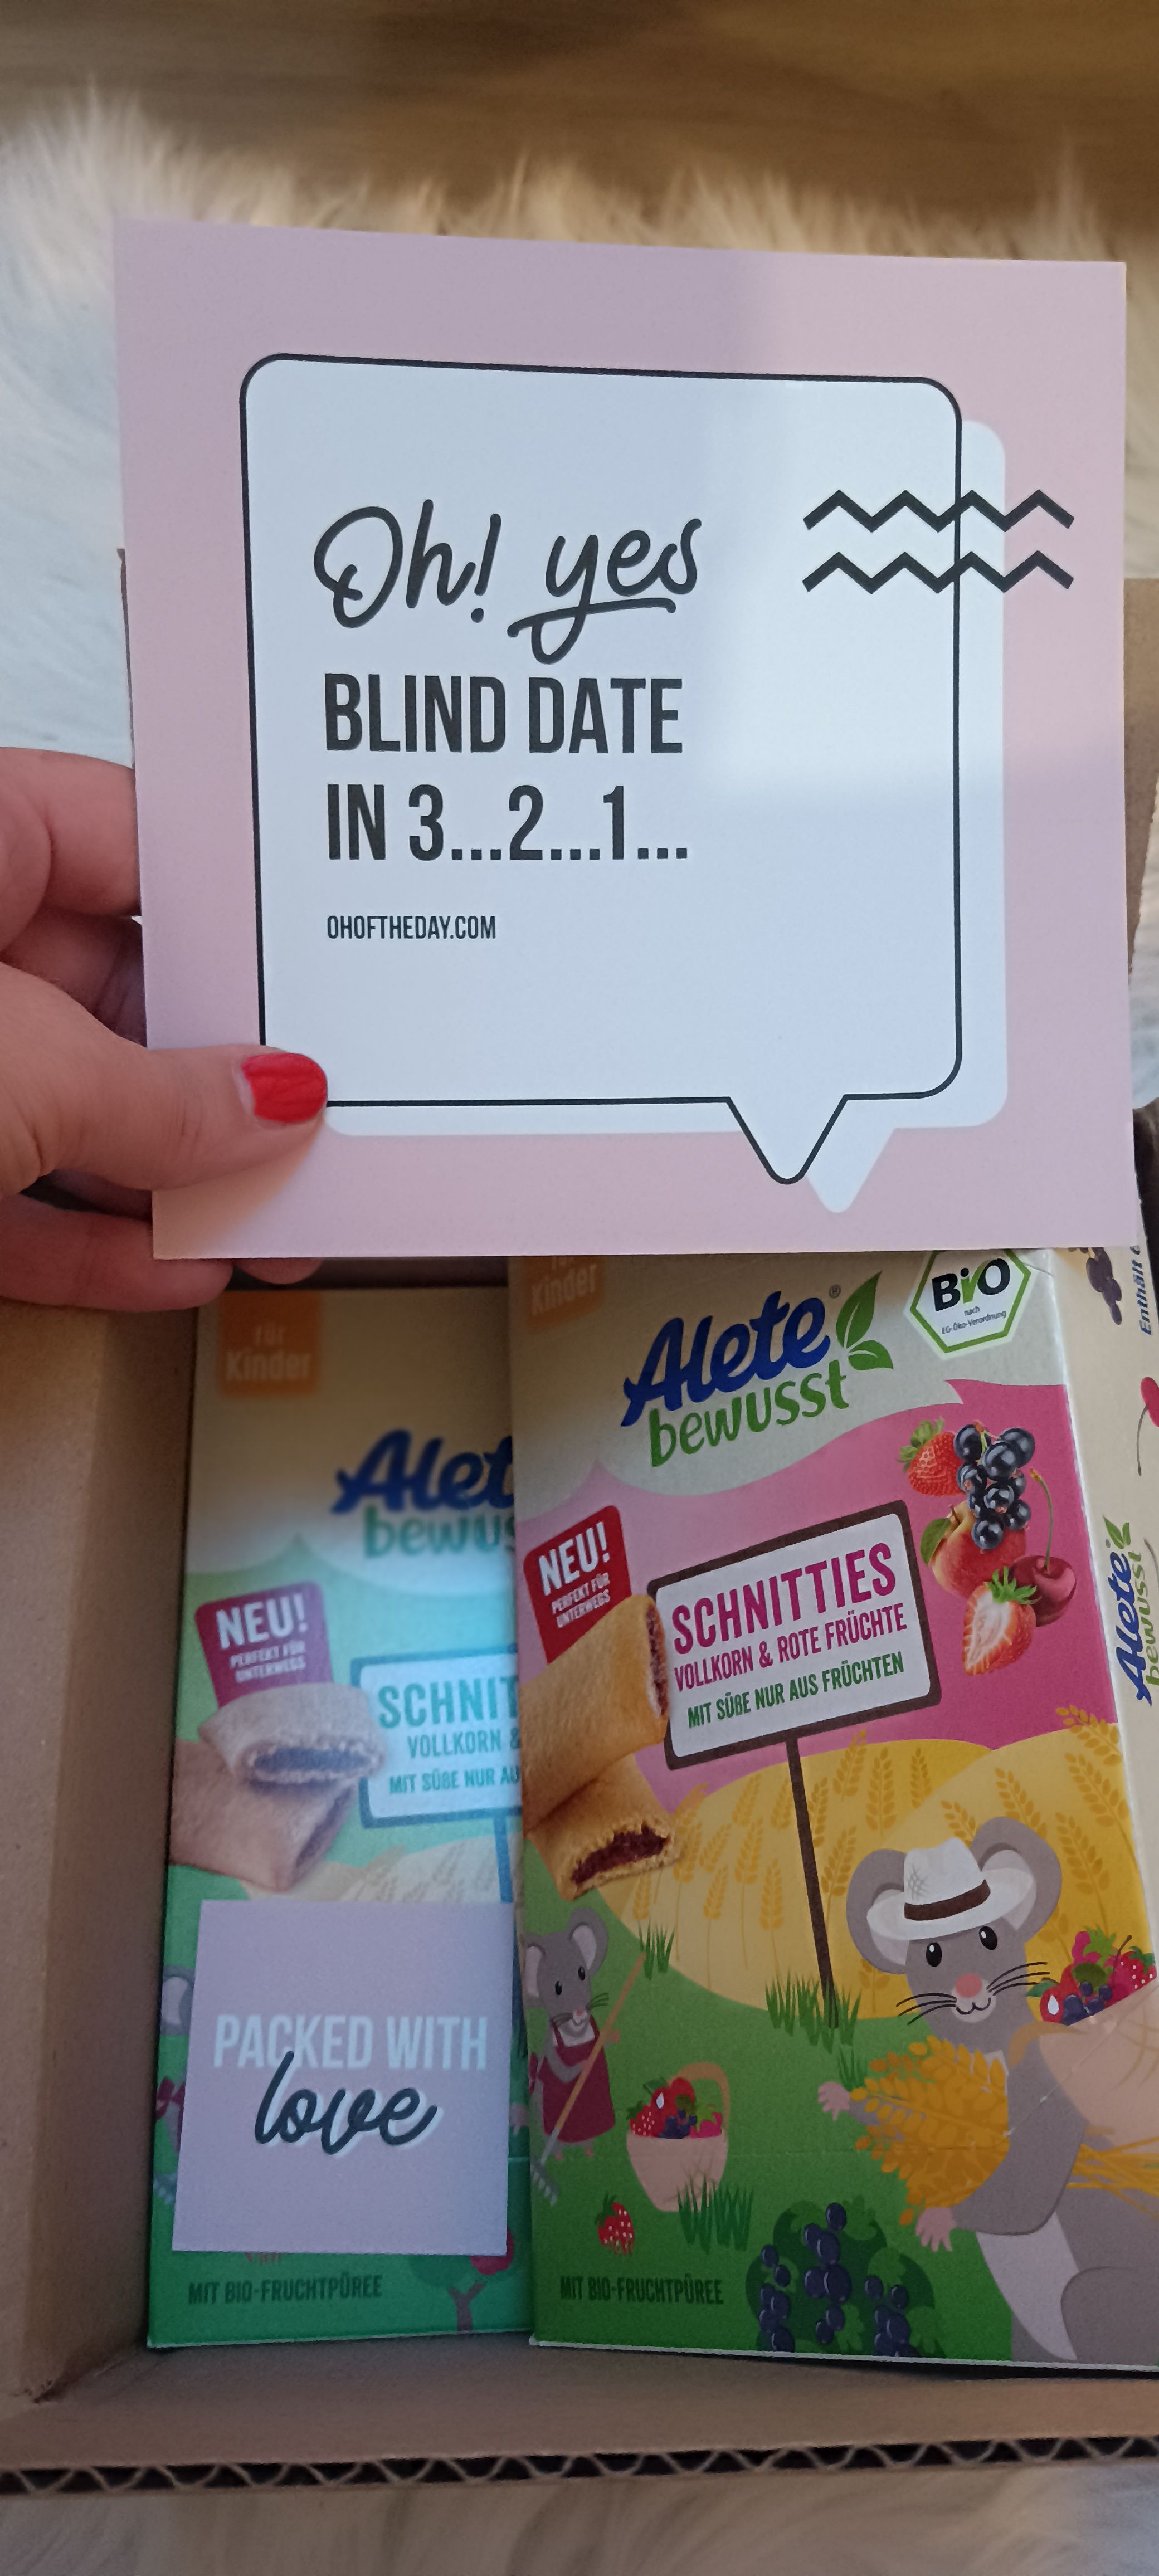 Oh! yes
BLIND DATE
IN 3...2...1...
OHOFTHEDAY.COM
Kinder
Alete
bewusst
NEU!
PERFEKT FÜR
UNTERWEGS
SCHNIT
VOLLKORN &
MIT SÜßE NUR AU
PACKED WITH
love
MIT BIO-FRUCHTPÜREE
Kinder
Alete®
bewusst
BiO
nach
EG-Öko-Verordnung
NEU!
PERFEKT FÜR
UNTERWEGS
SCHNITTIES
VOLLKORN & ROTE FRÜCHTE
MIT SÜßE NUR AUS FRÜCHTEN
MIT BIO-FRUCHTPÜREE
Enthält
Alete
bewusst